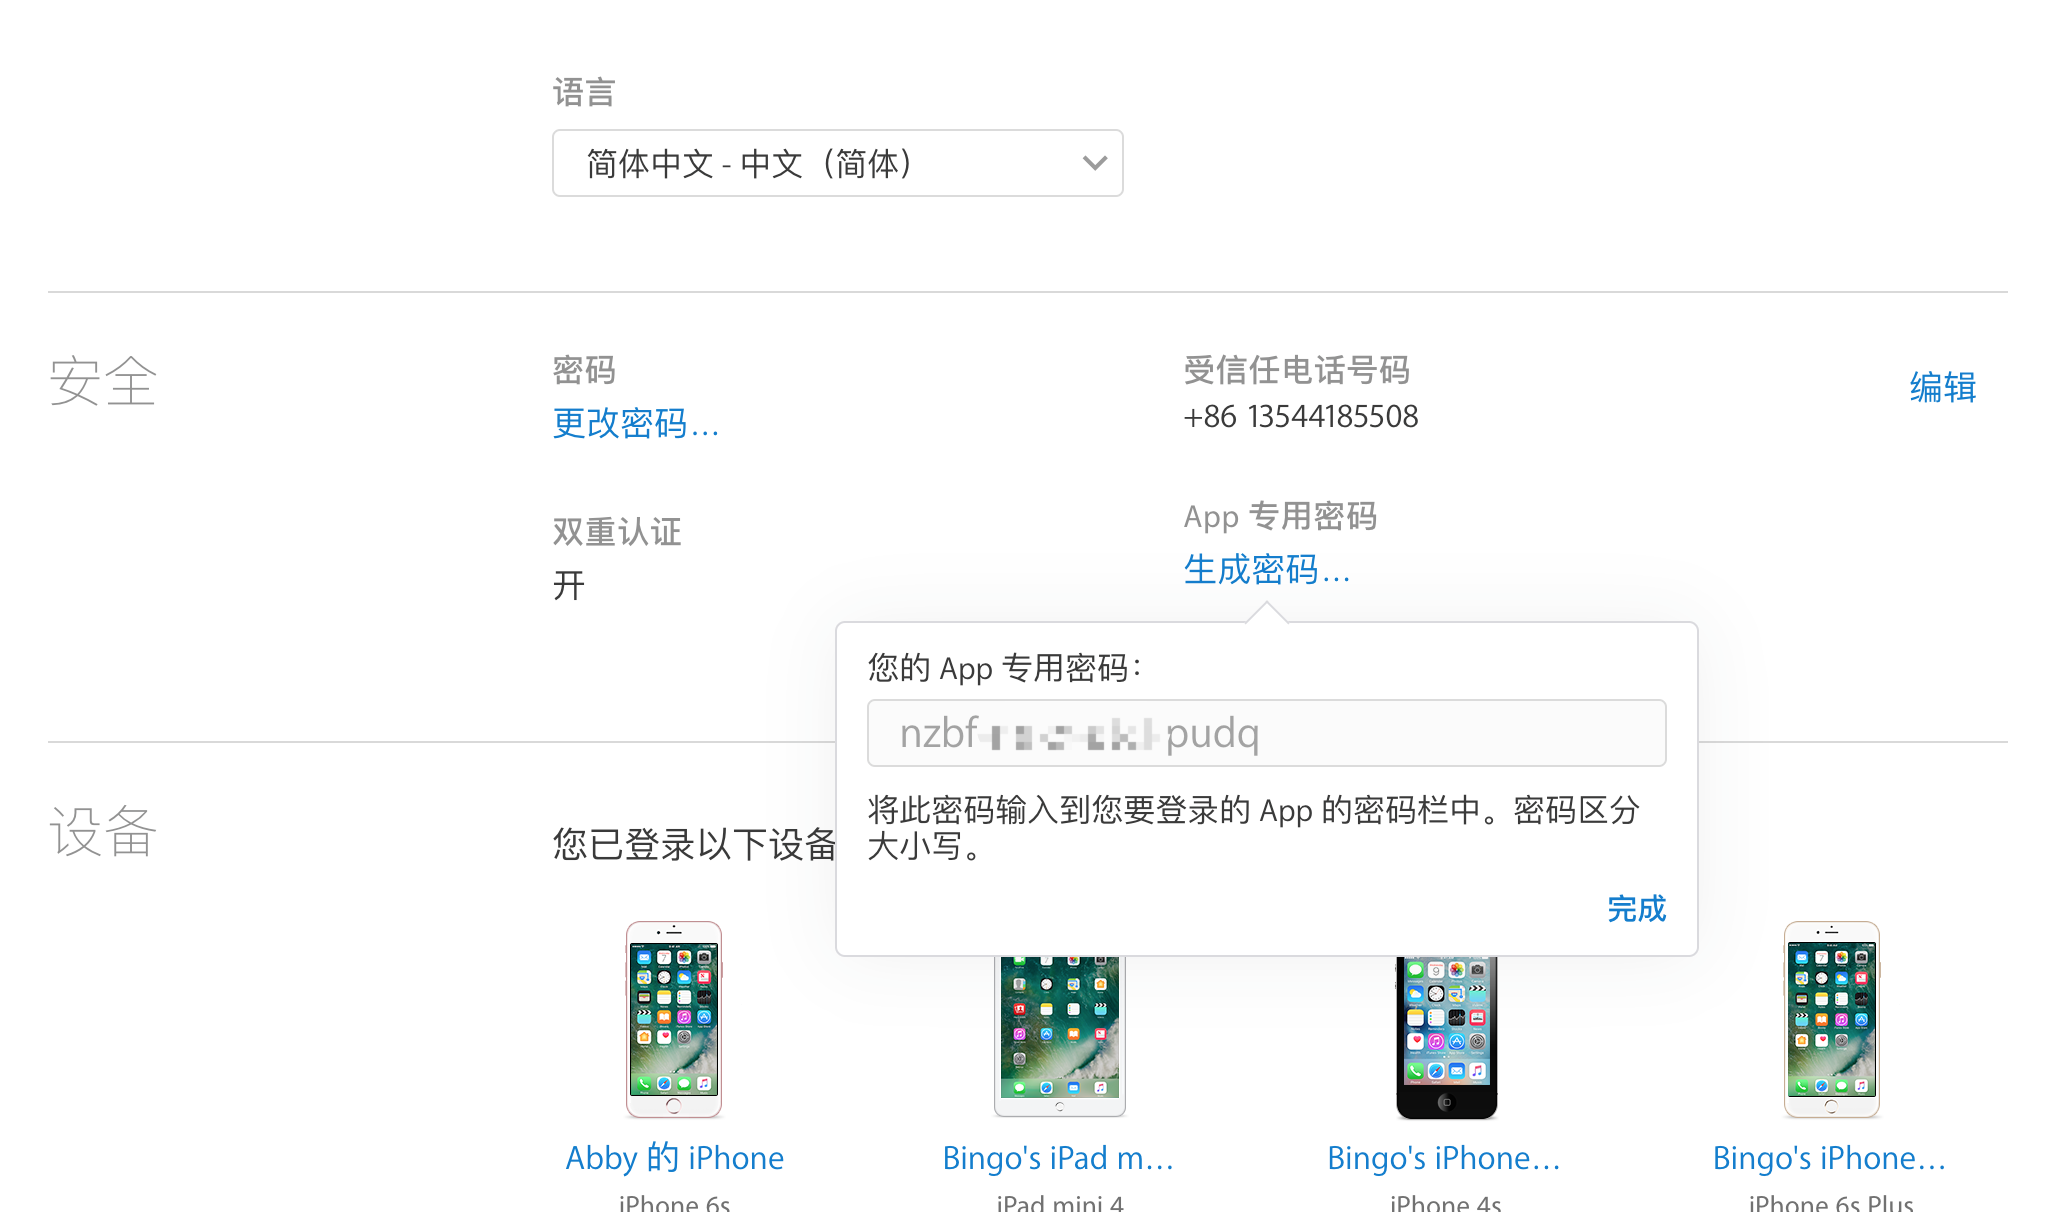 语言
简体中文 - 中文（简体）
安全
密码
更改密码...
受信任电话号码
+86 13544185508
编辑
双重认证
开
App 专用密码
生成密码...
您的 App 专用密码：
nzbf- -pudq
将此密码输入到您要登录的 App 的密码栏中。密码区分
大小写。
完成
设备
您已登录以下设备
Abby 的 iPhone
iPhone 6s
Bingo's iPad m...
iPad mini 4
Bingo's iPhone...
iPhone 4s
Bingo's iPhone...
iPhone 6s Plus